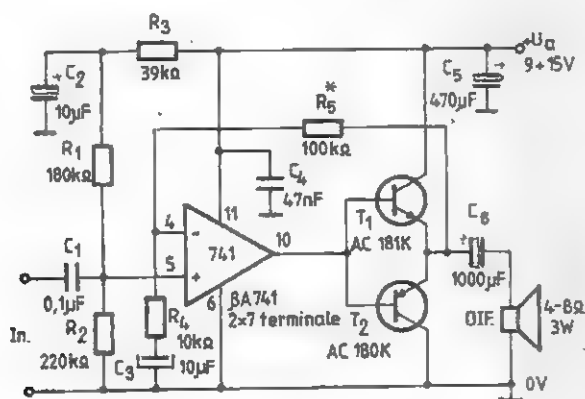 R3
39kΩ
+Ua
9÷15V
C2
10µF
C5
470µF
R5*
100kΩ
R1
180kΩ
C4
47nF
11
4
-
741
10
5
+
6
T1
AC 181K
C6
1000µF
C1
0,1µF
βA741
2×7 terminale
R4
10kΩ
T2
AC 180K
DIF.
4-8Ω
3W
In.
R2
220kΩ
C3
10µF
0V